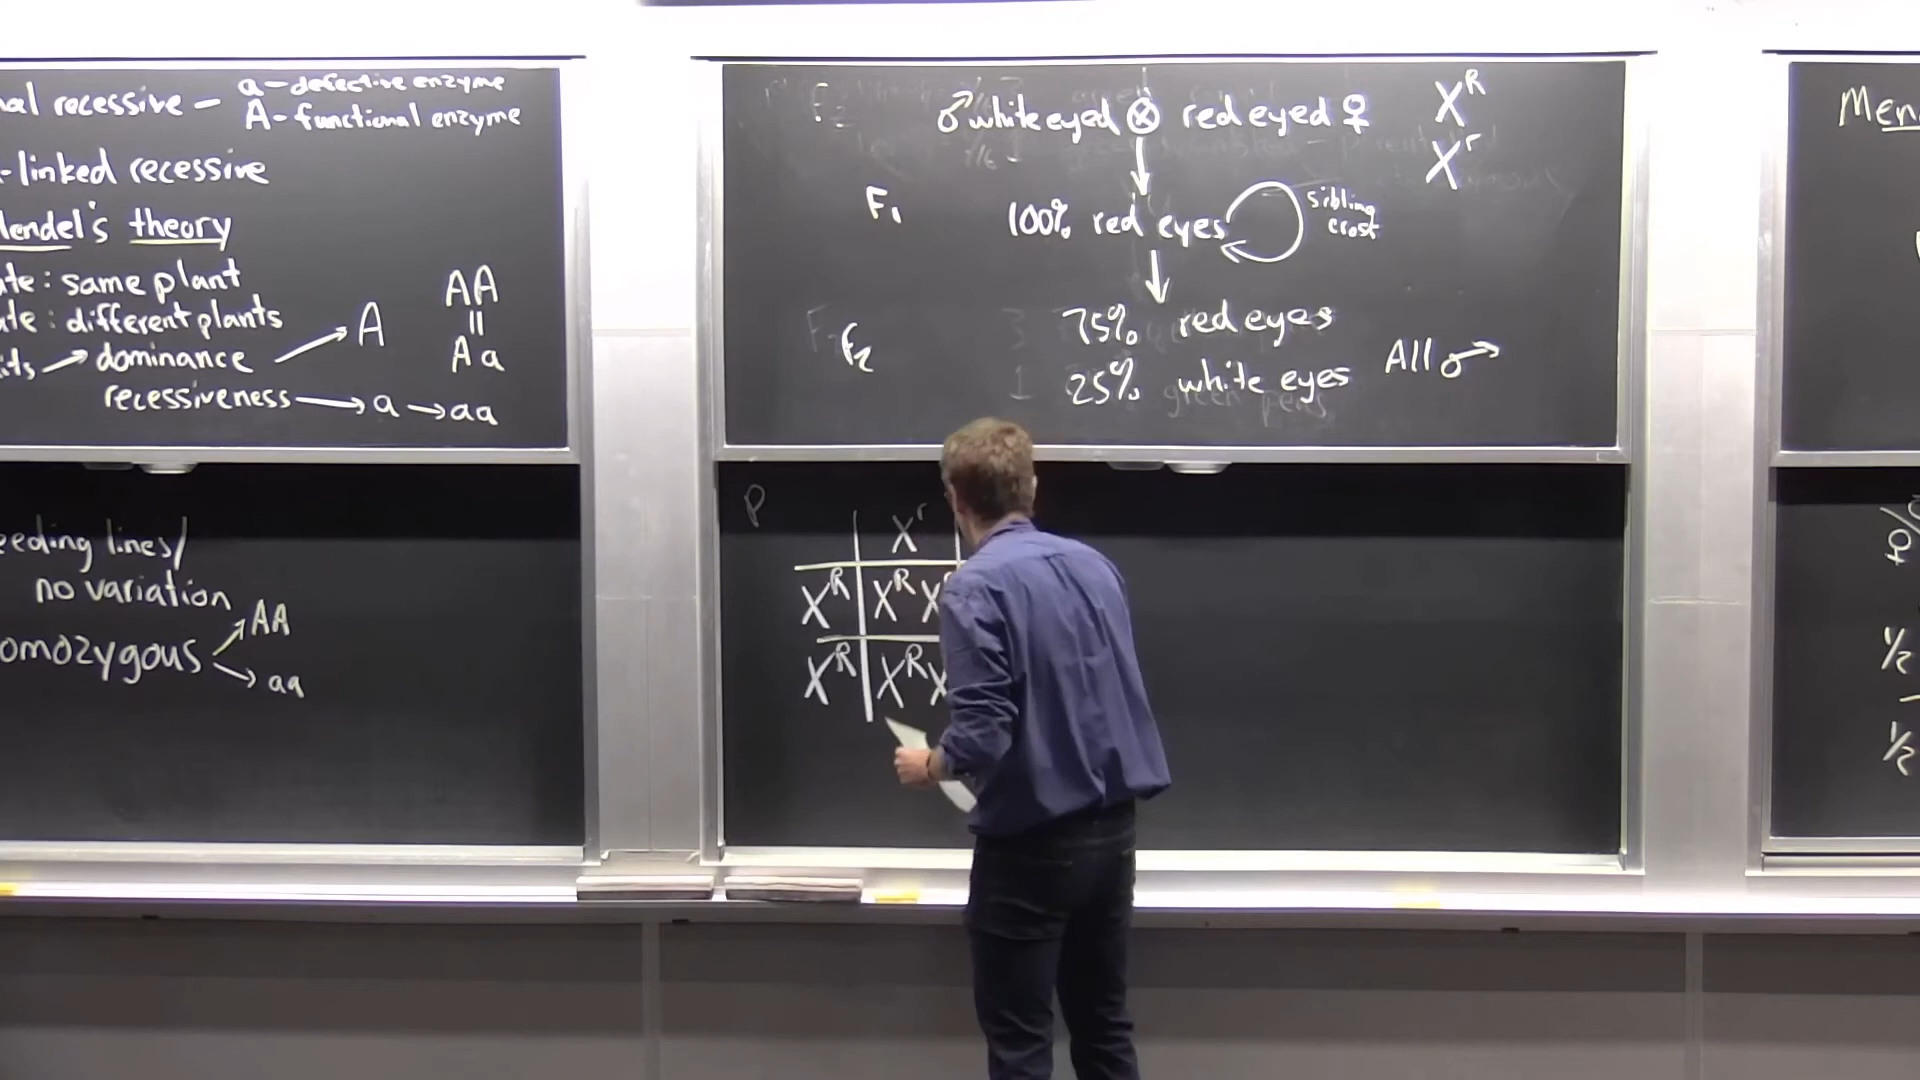 al recessive – a – defective enzyme
A – functional enzyme
- linked recessive
endel's theory
te : same plant
te : different plants
its → dominance → A
recessiveness → a → aa
AA
=
Aa
eeding lines/
no variation
omozygous → AA
→ aa
♂ white eyed ⊗ red eyed ♀
X^R
X^r
F₁ 100% red eyes sibling
cross
F₂ 75% red eyes
25% white eyes All ♂
P
X^r
X^R X^R X
X^R X^R X
Men
♀
1/2
1/2